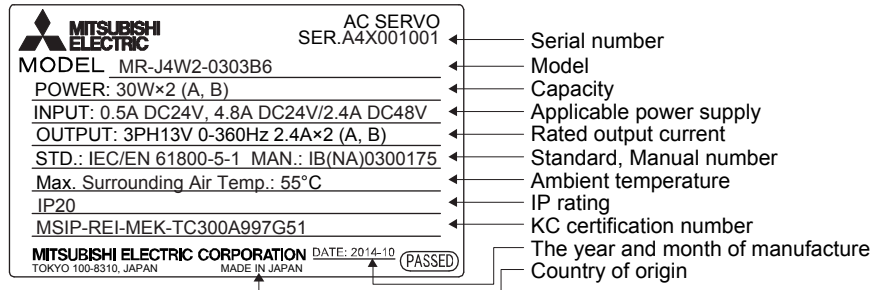 MITSUBISHI ELECTRIC
AC SERVO
SER.A4X001001
Serial number
MODEL MR-J4W2-0303B6
Model
POWER: 30W×2 (A, B)
Capacity
INPUT: 0.5A DC24V, 4.8A DC24V/2.4A DC48V
Applicable power supply
OUTPUT: 3PH13V 0-360Hz 2.4A×2 (A, B)
Rated output current
STD.: IEC/EN 61800-5-1 MAN.: IB(NA)0300175
Standard, Manual number
Max. Surrounding Air Temp.: 55°C
Ambient temperature
IP20
IP rating
MSIP-REI-MEK-TC300A997G51
KC certification number
MITSUBISHI ELECTRIC CORPORATION
TOKYO 100-8310, JAPAN MADE IN JAPAN
DATE: 2014-10
PASSED
The year and month of manufacture
Country of origin